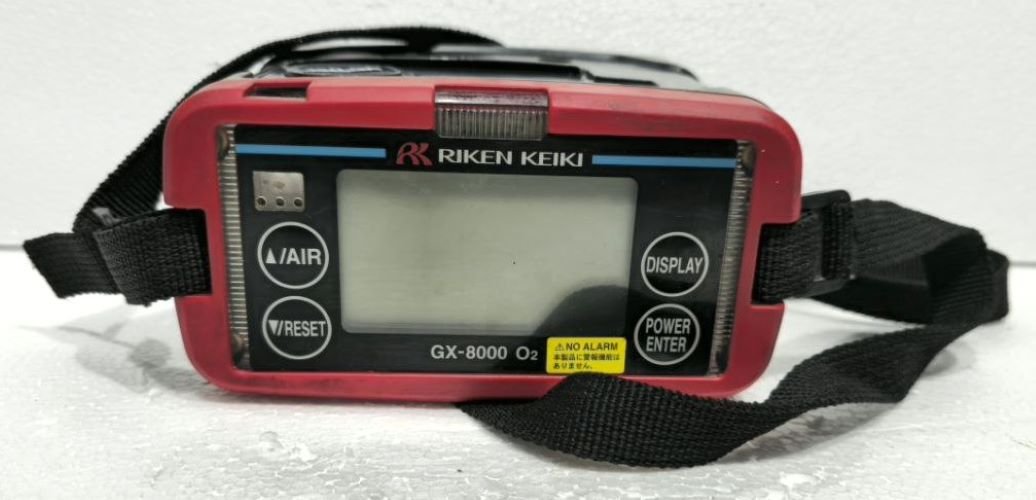 RIKEN KEIKI
▲/AIR
▼/RESET
DISPLAY
POWER
ENTER
GX-8000 O2
⚠NO ALARM
本製品に警報機能は
ありません。